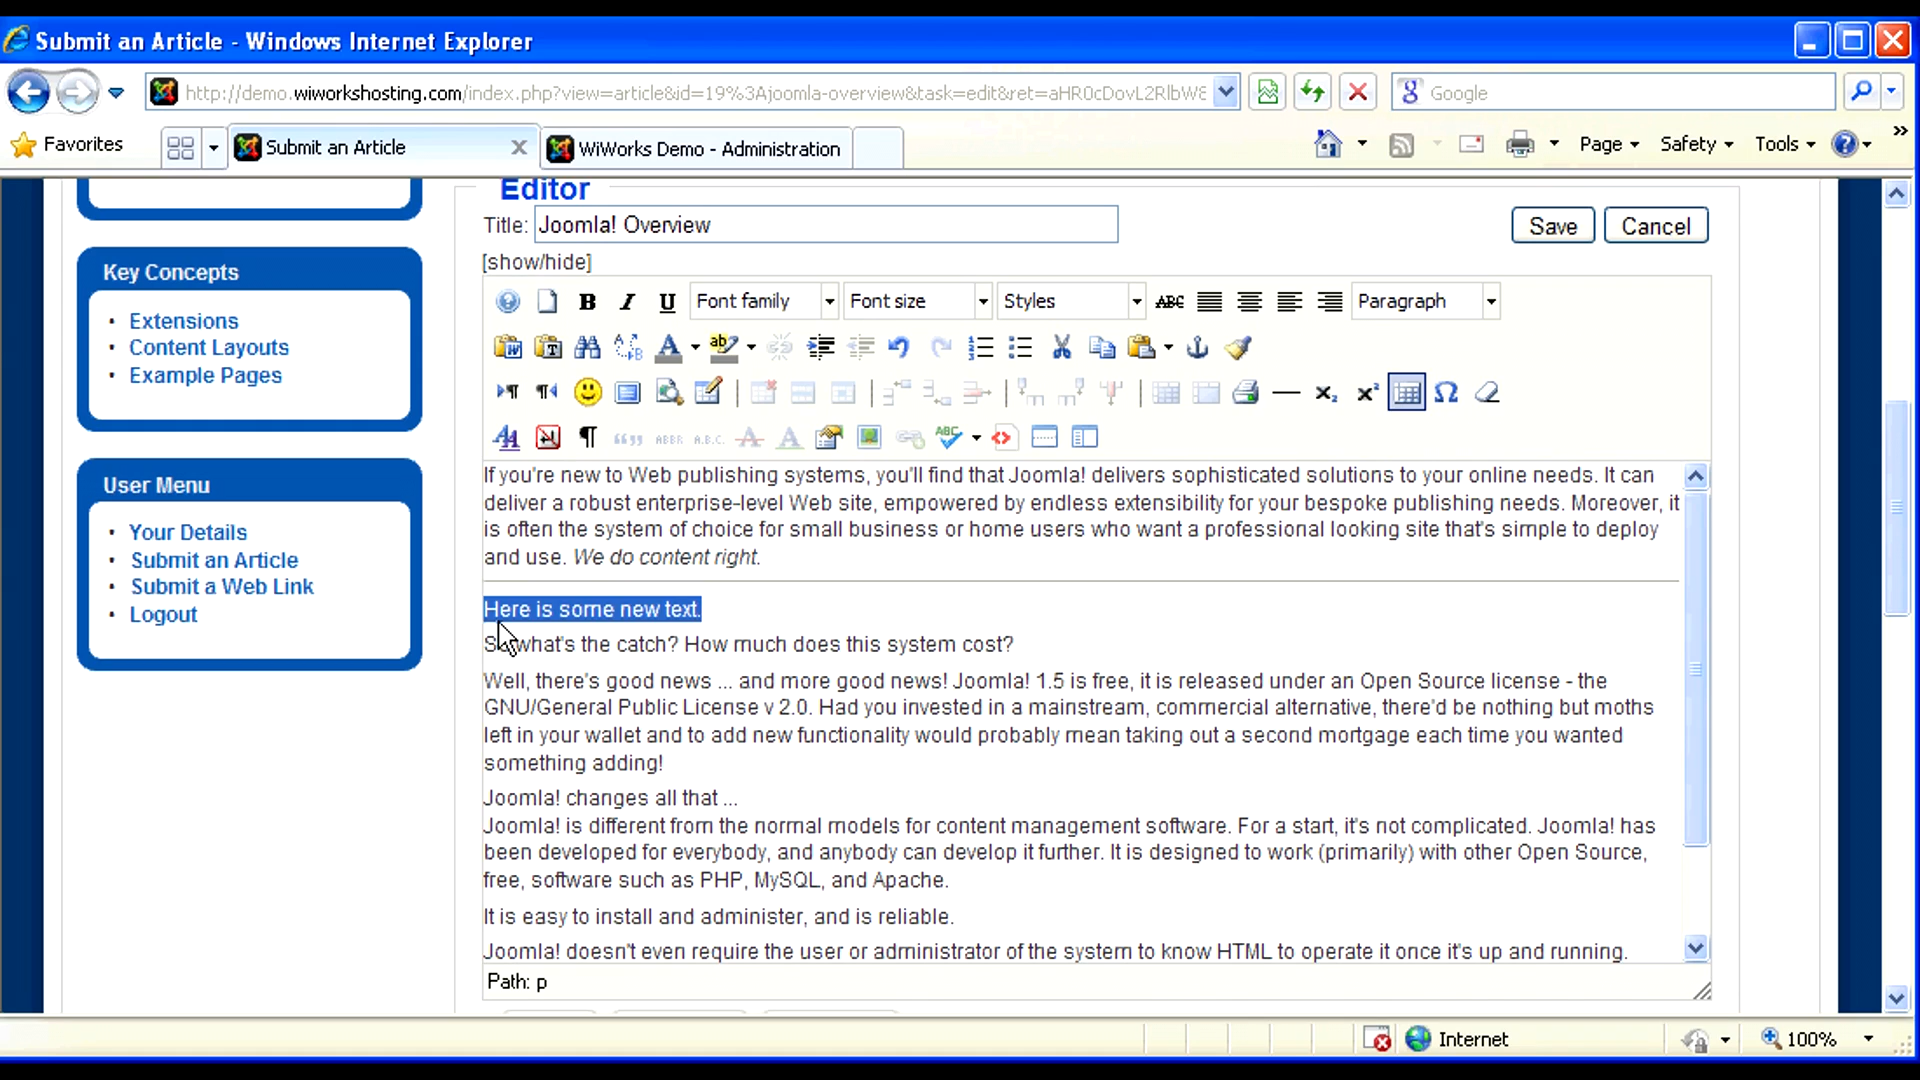 Submit an Article - Windows Internet Explorer
http://demo.wiworkshosting.com/index.php?view=article&id=19%3Ajoomla-overview&task=edit&ret=aHR0cDovL2RlbW8
Google
Favorites
Submit an Article
WiWorks Demo - Administration
Page
Safety
Tools
Editor
Title: Joomla! Overview
Save
Cancel
[show/hide]
Key Concepts
Extensions
Content Layouts
Example Pages
User Menu
Your Details
Submit an Article
Submit a Web Link
Logout
B I U Font family Font size Styles ABC Paragraph
If you're new to Web publishing systems, you'll find that Joomla! delivers sophisticated solutions to your online needs. It can
deliver a robust enterprise-level Web site, empowered by endless extensibility for your bespoke publishing needs. Moreover, it
is often the system of choice for small business or home users who want a professional looking site that's simple to deploy
and use. We do content right.
Here is some new text.
So what's the catch? How much does this system cost?
Well, there's good news ... and more good news! Joomla! 1.5 is free, it is released under an Open Source license - the
GNU/General Public License v 2.0. Had you invested in a mainstream, commercial alternative, there'd be nothing but moths
left in your wallet and to add new functionality would probably mean taking out a second mortgage each time you wanted
something adding!
Joomla! changes all that ...
Joomla! is different from the normal models for content management software. For a start, it's not complicated. Joomla! has
been developed for everybody, and anybody can develop it further. It is designed to work (primarily) with other Open Source,
free, software such as PHP, MySQL, and Apache.
It is easy to install and administer, and is reliable.
Joomla! doesn't even require the user or administrator of the system to know HTML to operate it once it's up and running.
Path: p
Internet
100%